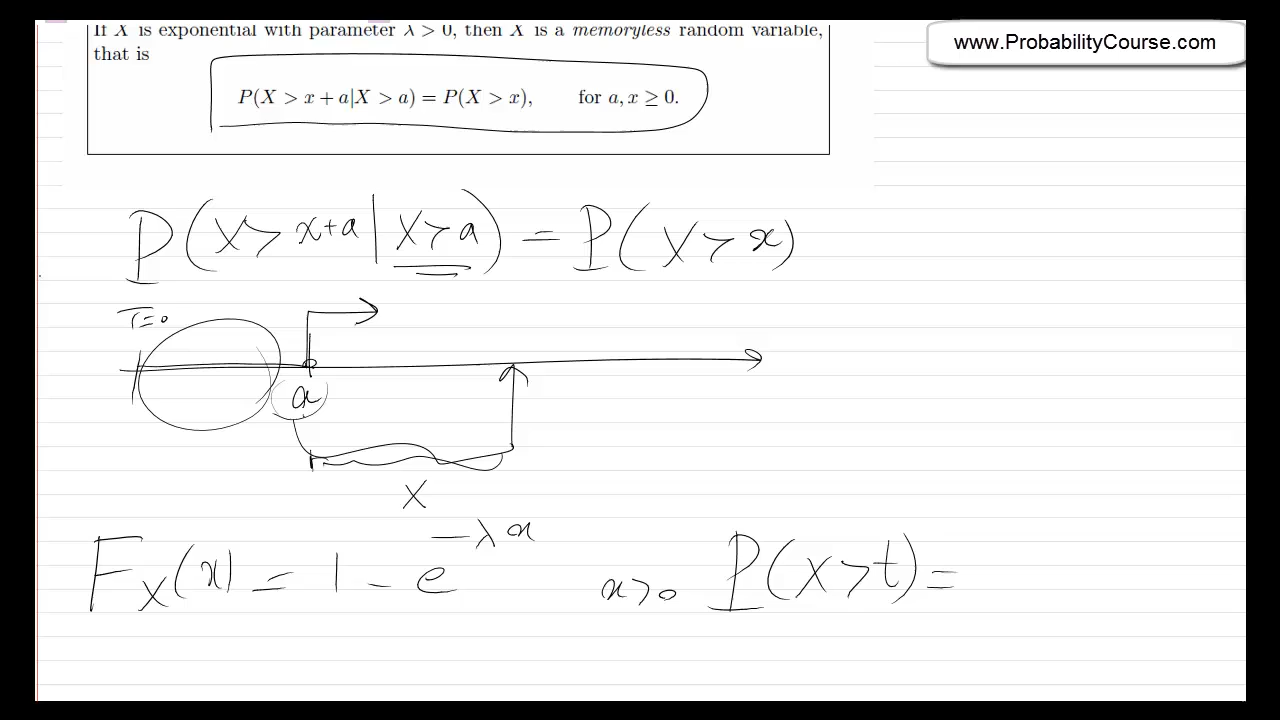 If X is exponential with parameter λ > 0, then X is a memoryless random variable,
www.ProbabilityCourse.com
that is
P(X > x + a|X > a) = P(X > x), for a, x ≥ 0.
P(X > x+a | X > a) = P(X > x)
T=0
a
X
F_X(x) = 1 - e^{-λx} x>0 P(X>t) =